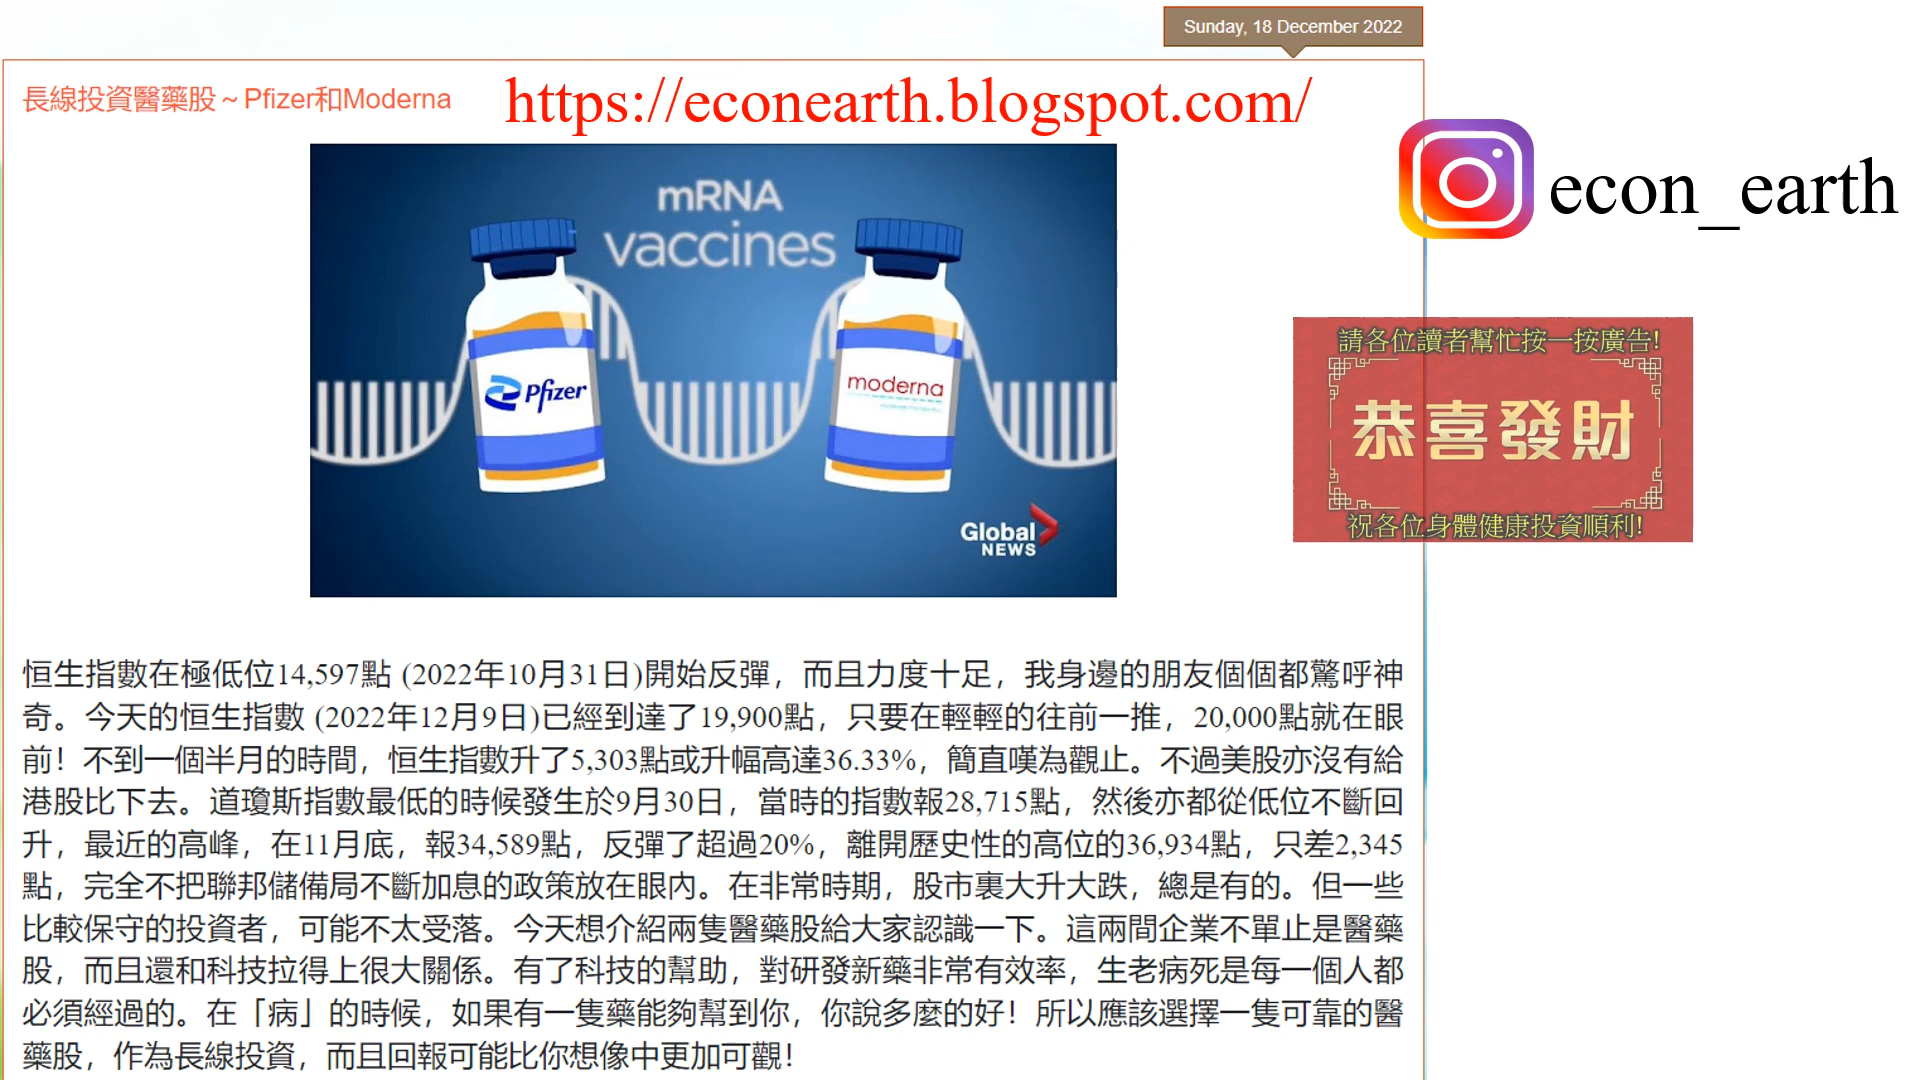 Sunday, 18 December 2022
長線投資醫藥股～Pfizer和Moderna
https://econearth.blogspot.com/
econ_earth
mRNA
vaccines
Pfizer
moderna
Global
NEWS
請各位讀者幫忙按一按廣告!
恭喜發財
祝各位身體健康投資順利!
恒生指數在極低位14,597點 (2022年10月31日)開始反彈，而且力度十足，我身邊的朋友個個都驚呼神
奇。今天的恒生指數 (2022年12月9日)已經到達了19,900點，只要在輕輕的往前一推，20,000點就在眼
前！不到一個半月的時間，恒生指數升了5,303點或升幅高達36.33%，簡直嘆為觀止。不過美股亦沒有給
港股比下去。道瓊斯指數最低的時候發生於9月30日，當時的指數報28,715點，然後亦都從低位不斷回
升，最近的高峰，在11月底，報34,589點，反彈了超過20%，離開歷史性的高位的36,934點，只差2,345
點，完全不把聯邦儲備局不斷加息的政策放在眼內。在非常時期，股市裏大升大跌，總是有的。但一些
比較保守的投資者，可能不太受落。今天想介紹兩隻醫藥股給大家認識一下。這兩間企業不單止是醫藥
股，而且還和科技拉得上很大關係。有了科技的幫助，對研發新藥非常有效率，生老病死是每一個人都
必須經過的。在「病」的時候，如果有一隻藥能夠幫到你，你說多麼的好！所以應該選擇一隻可靠的醫
藥股，作為長線投資，而且回報可能比你想像中更加可觀！